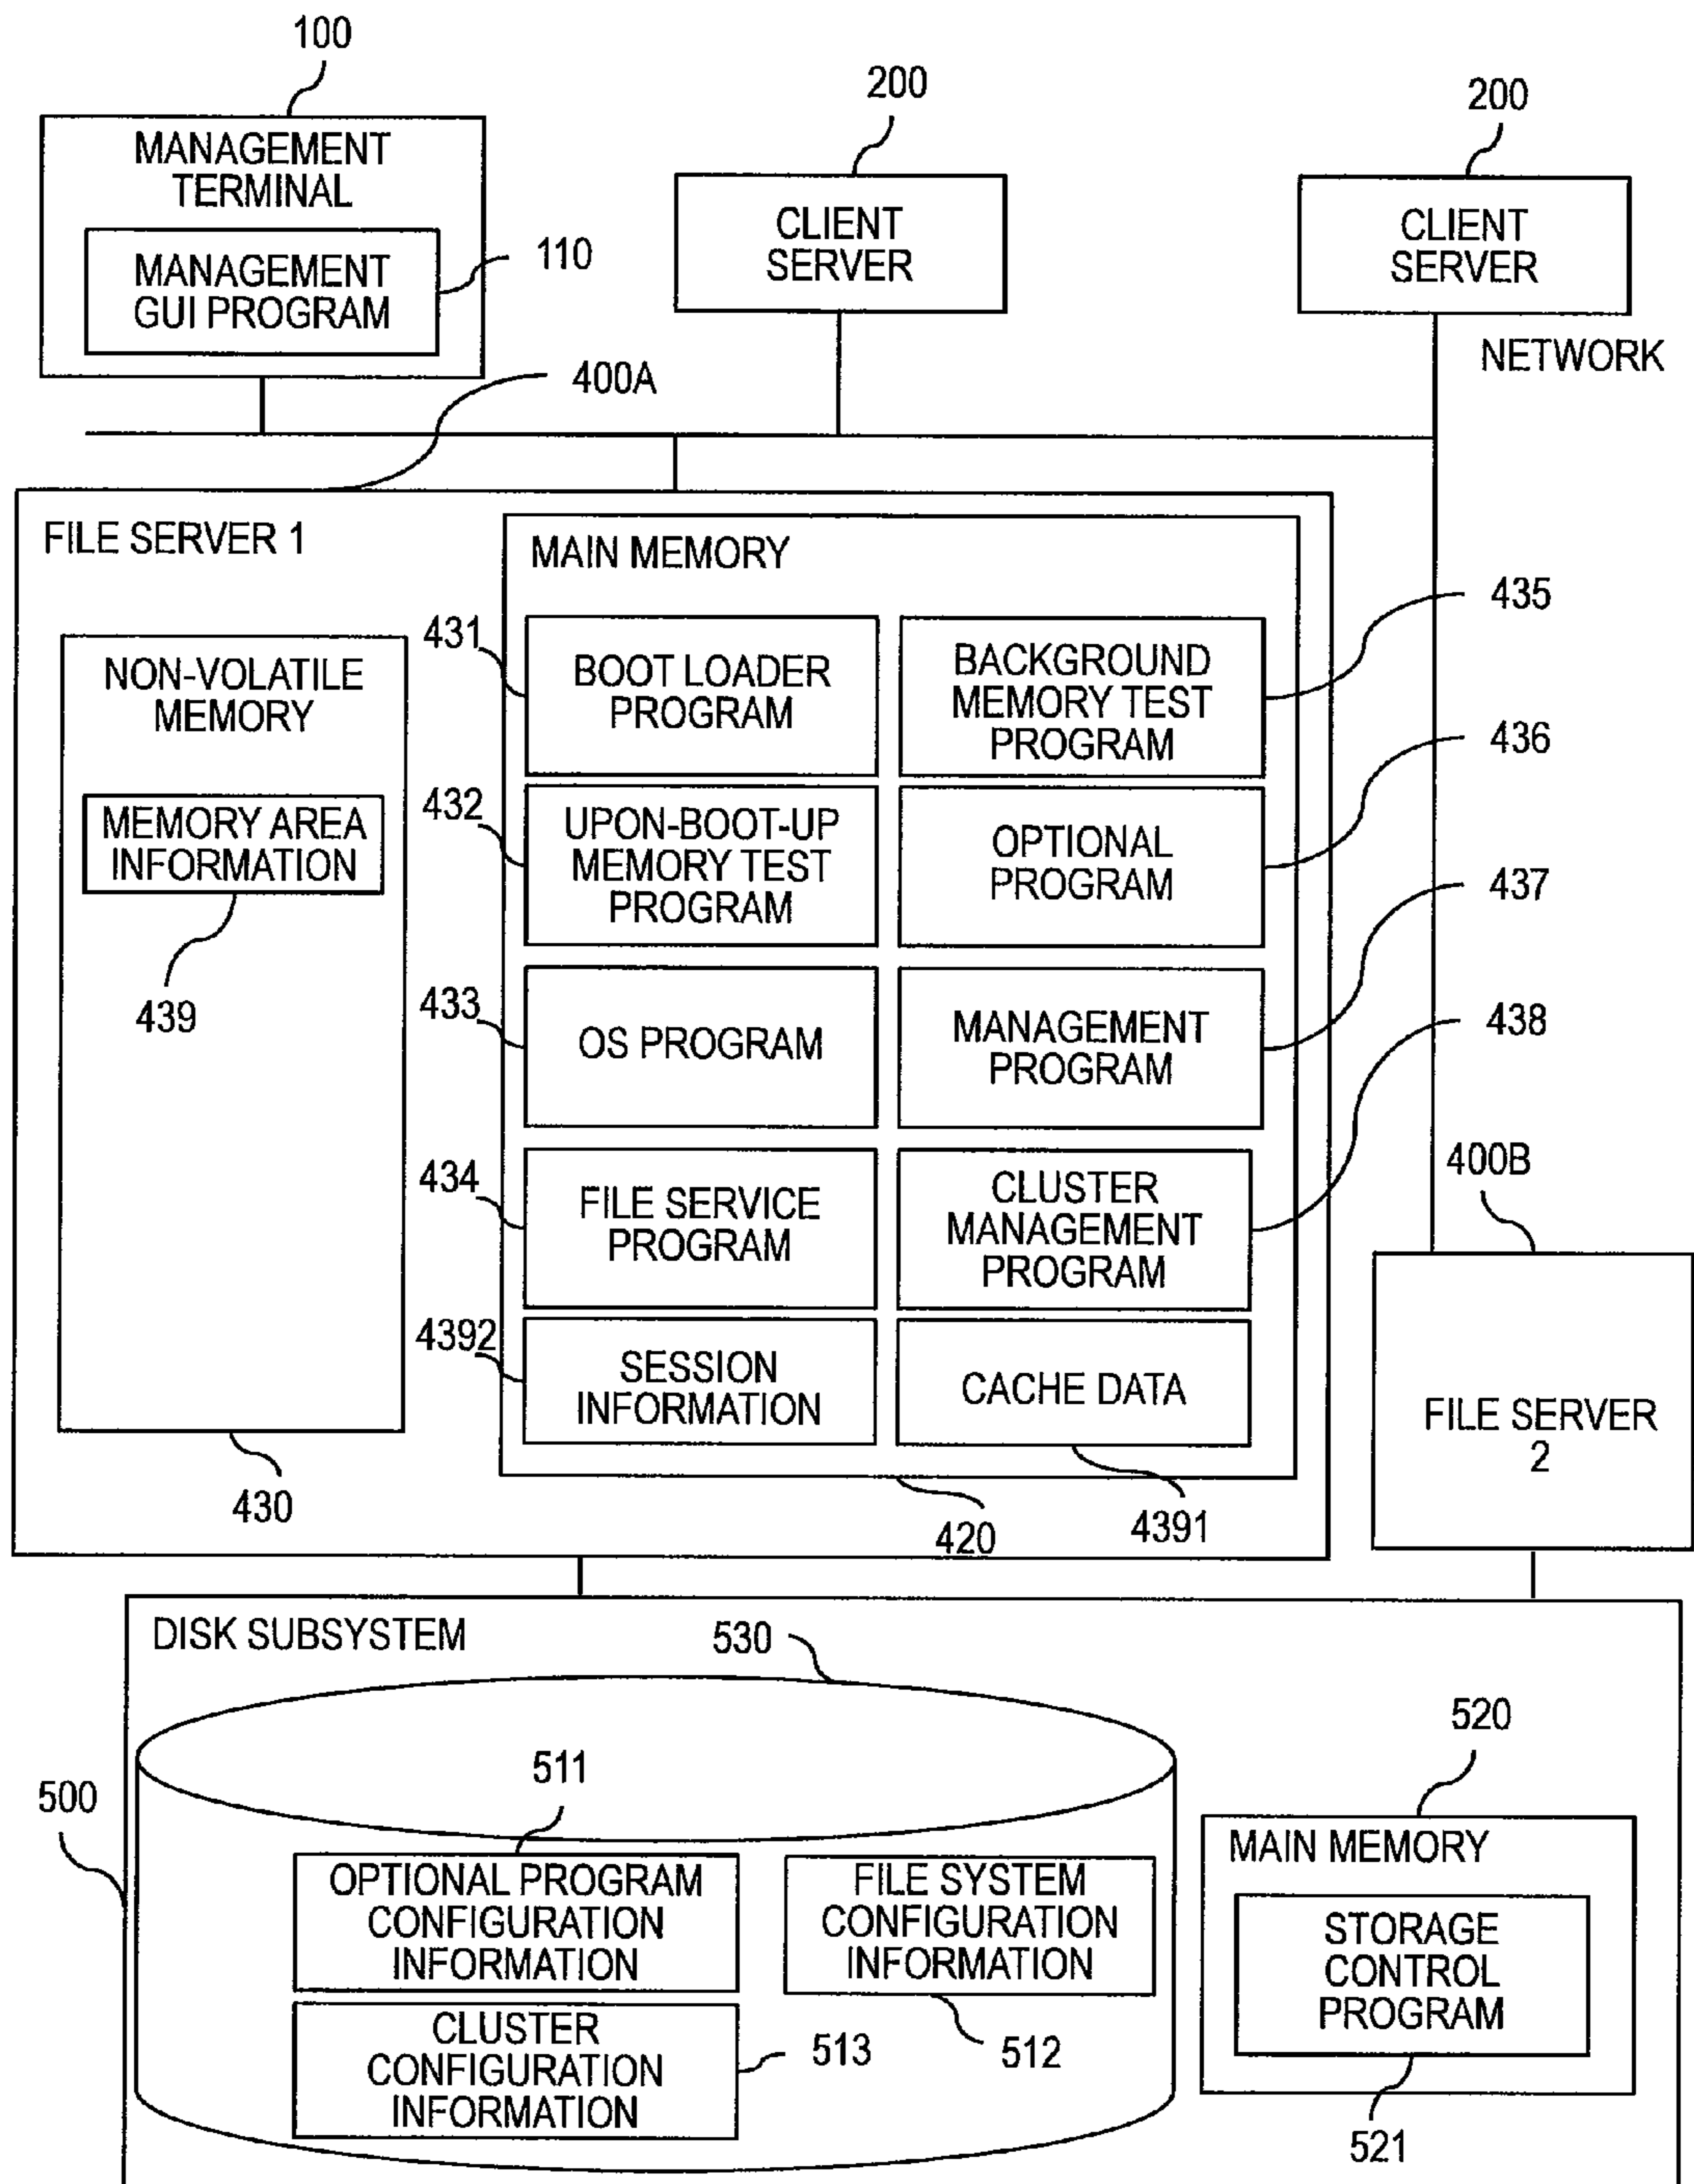 100
200
200
MANAGEMENT
TERMINAL
MANAGEMENT
GUI PROGRAM
110
CLIENT
SERVER
CLIENT
SERVER
NETWORK
400A
FILE SERVER 1
MAIN MEMORY
NON-VOLATILE
MEMORY
MEMORY AREA
INFORMATION
439
430
431
BOOT LOADER
PROGRAM
BACKGROUND
MEMORY TEST
PROGRAM
435
432
UPON-BOOT-UP
MEMORY TEST
PROGRAM
OPTIONAL
PROGRAM
436
433
OS PROGRAM
MANAGEMENT
PROGRAM
437
434
FILE SERVICE
PROGRAM
CLUSTER
MANAGEMENT
PROGRAM
438
4392
SESSION
INFORMATION
CACHE DATA
420
4391
400B
FILE SERVER
2
DISK SUBSYSTEM
530
500
511
OPTIONAL PROGRAM
CONFIGURATION
INFORMATION
FILE SYSTEM
CONFIGURATION
INFORMATION
512
CLUSTER
CONFIGURATION
INFORMATION
513
520
MAIN MEMORY
STORAGE
CONTROL
PROGRAM
521